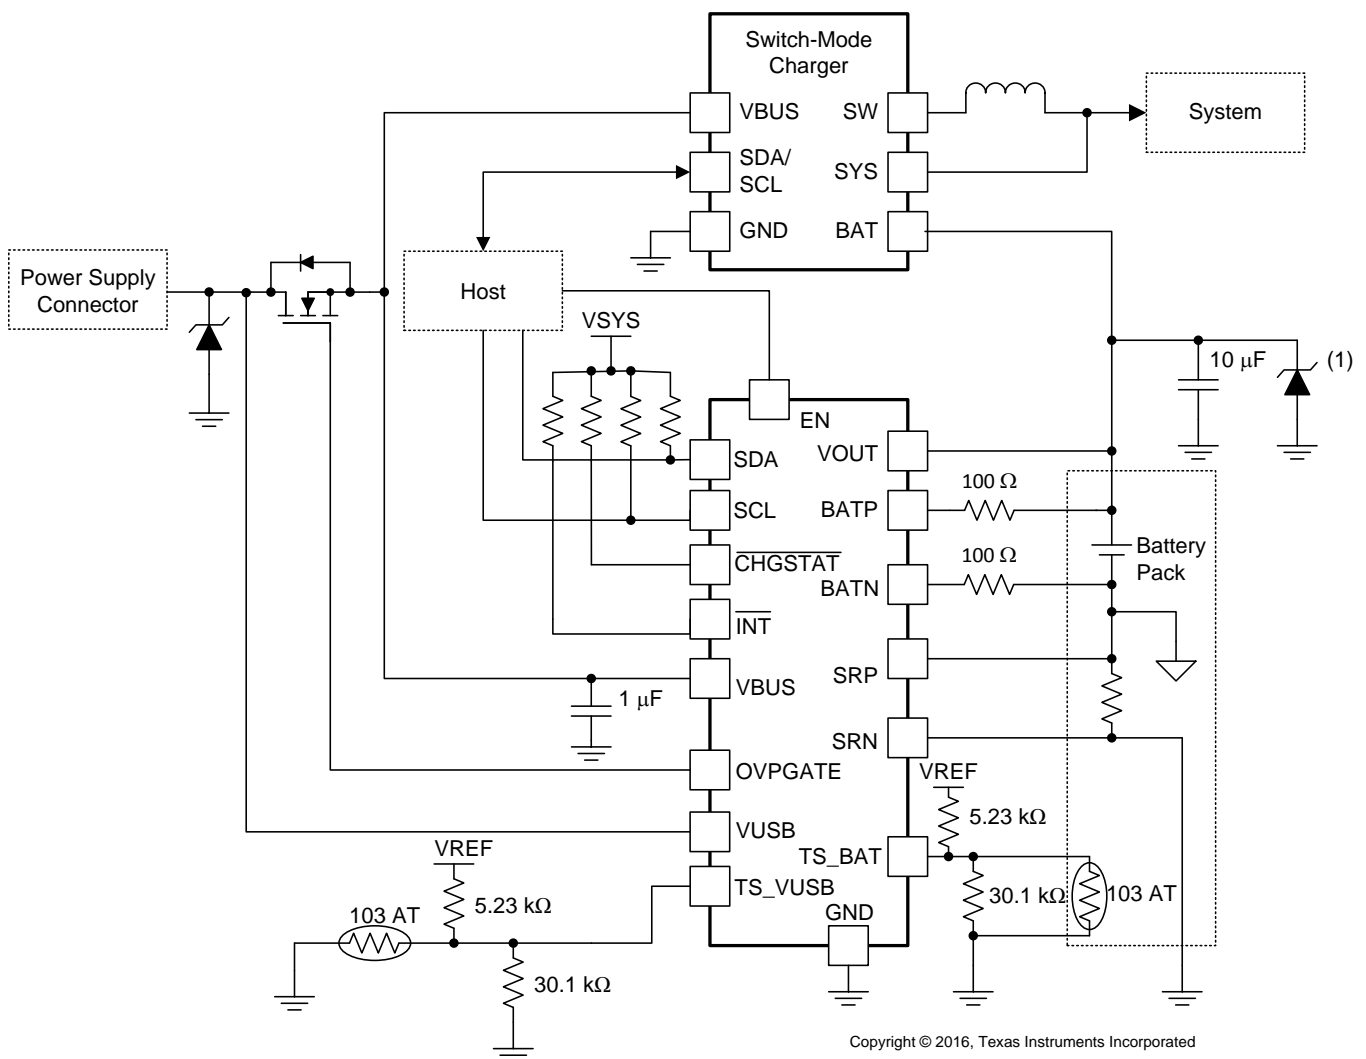 Switch-Mode
Charger
VBUS
SW
System
SDA/
SCL
SYS
GND
BAT
Power Supply
Connector
Host
VSYS
10 μF
(1)
EN
SDA
VOUT
100 Ω
SCL
BATP
Battery
Pack
CHGSTAT
100 Ω
BATN
INT
SRP
VBUS
1 μF
SRN
OVPGATE
VREF
5.23 kΩ
VUSB
VREF
TS_BAT
TS_VUSB
30.1 kΩ
103 AT
5.23 kΩ
103 AT
GND
30.1 kΩ
Copyright © 2016, Texas Instruments Incorporated